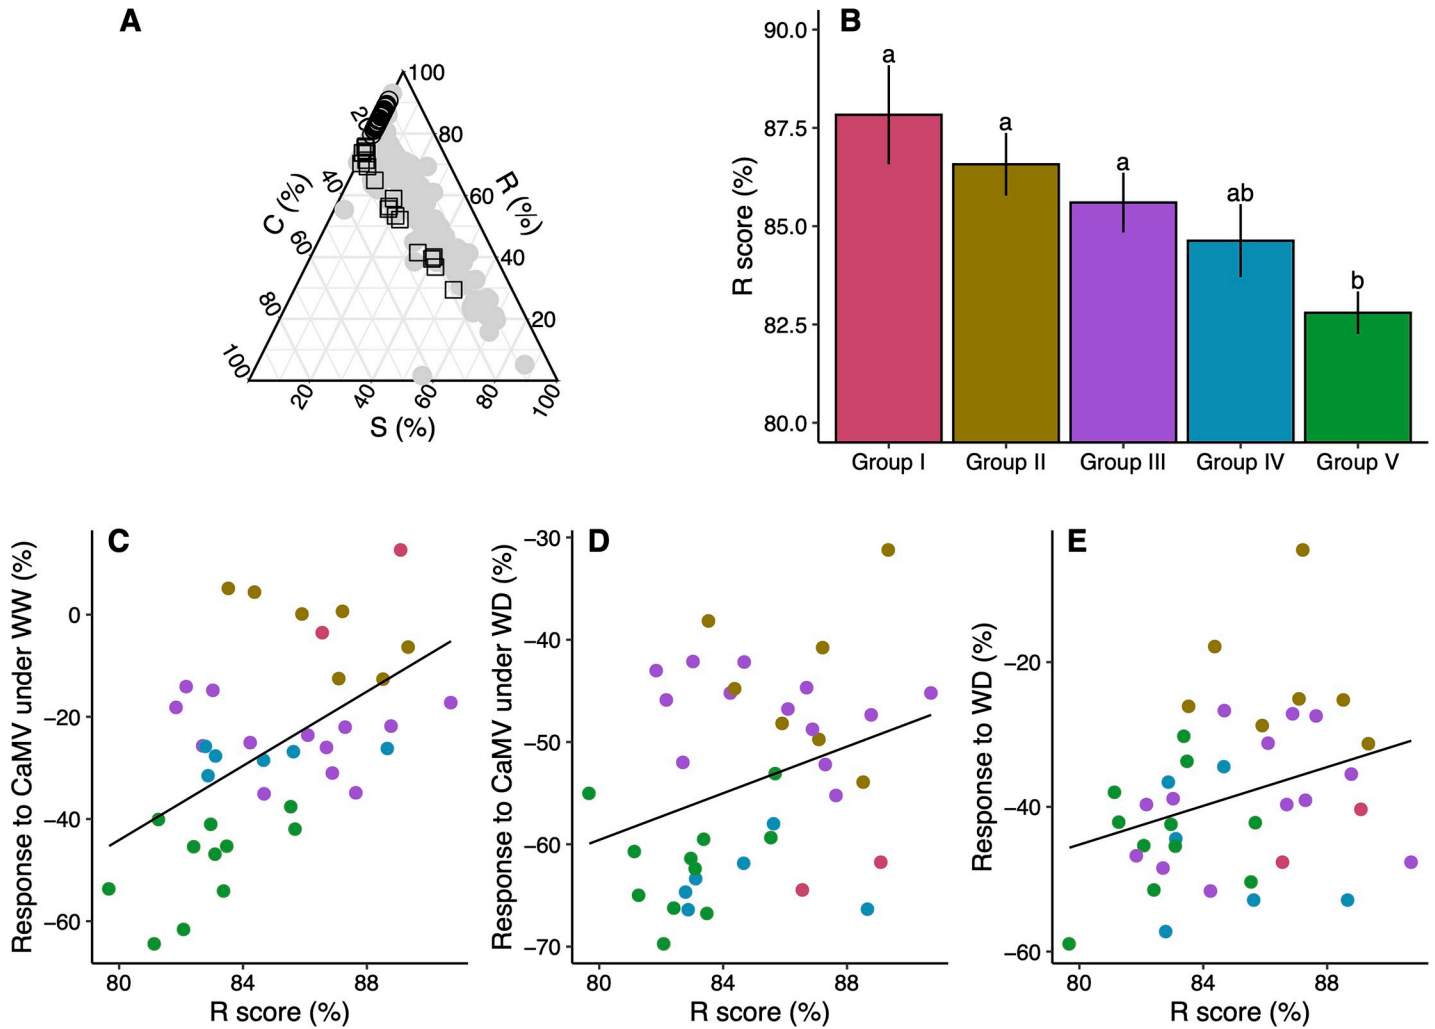 A
100
80
60
40
20
R (%)
20
40
60
80
100
C (%)
20
40
60
80
100
S (%)
B
90.0
87.5
85.0
82.5
80.0
R score (%)
a
a
a
ab
b
Group I
Group II
Group III
Group IV
Group V
C
0
−20
−40
−60
Response to CaMV under WW (%)
80
84
88
R score (%)
D
−30
−40
−50
−60
−70
Response to CaMV under WD (%)
80
84
88
R score (%)
E
−20
−40
−60
Response to WD (%)
80
84
88
R score (%)